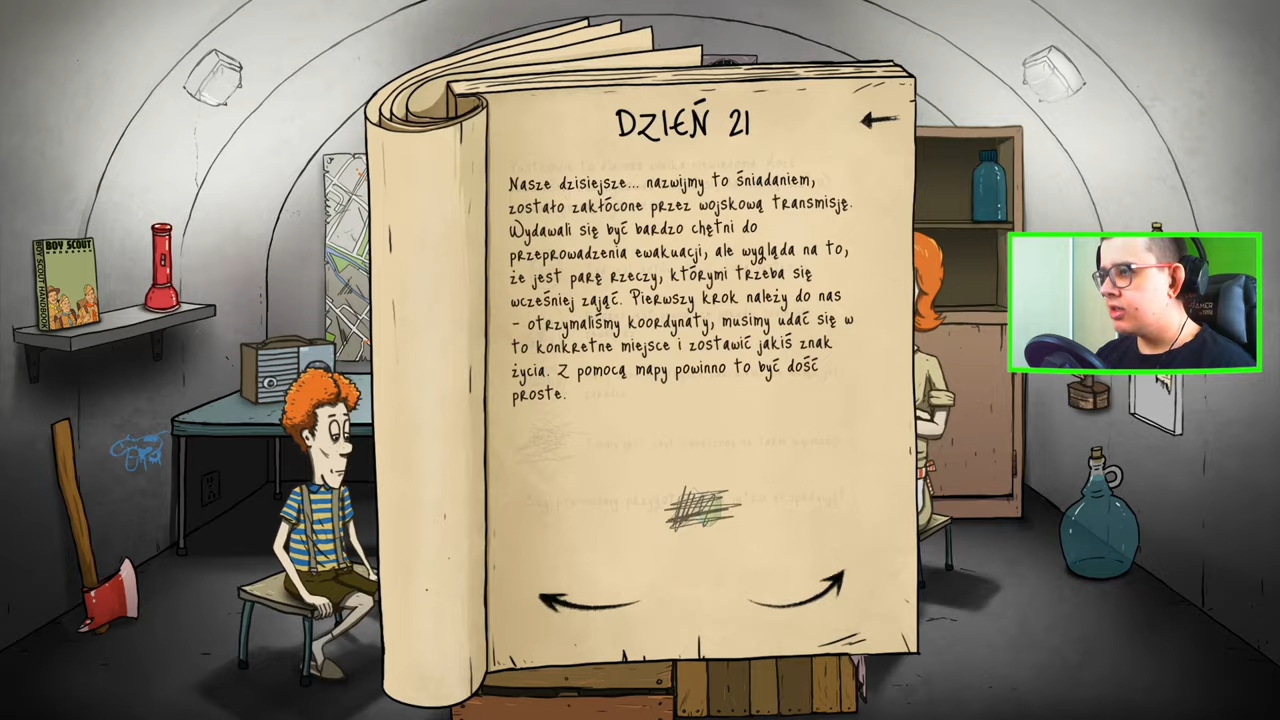 DZIEŃ 21
Nasze dzisiejsze... nazwijmy to śniadaniem,
zostało zakłócone przez wojskową transmisję.
Wydawali się być bardzo chętni do
przeprowadzenia ewakuacji, ale wygląda na to,
że jest parę rzeczy, którymi trzeba się
wcześniej zająć. Pierwszy krok należy do nas
- otrzymaliśmy koordynaty, musimy udać się w
to konkretne miejsce i zostawić jakiś znak
życia. Z pomocą mapy powinno to być dość
proste.
BOY SCOUT
BOY SCOUT HANDBOOK